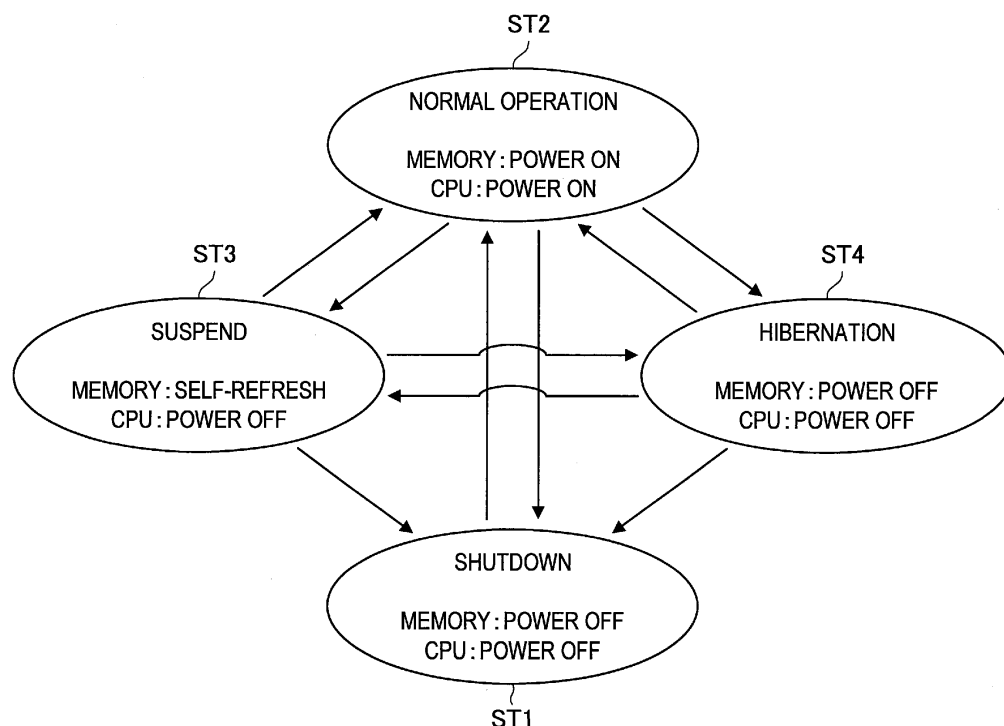 ST2
NORMAL OPERATION
MEMORY : POWER ON
CPU : POWER ON
ST3
SUSPEND
MEMORY : SELF-REFRESH
CPU : POWER OFF
ST4
HIBERNATION
MEMORY : POWER OFF
CPU : POWER OFF
SHUTDOWN
MEMORY : POWER OFF
CPU : POWER OFF
ST1